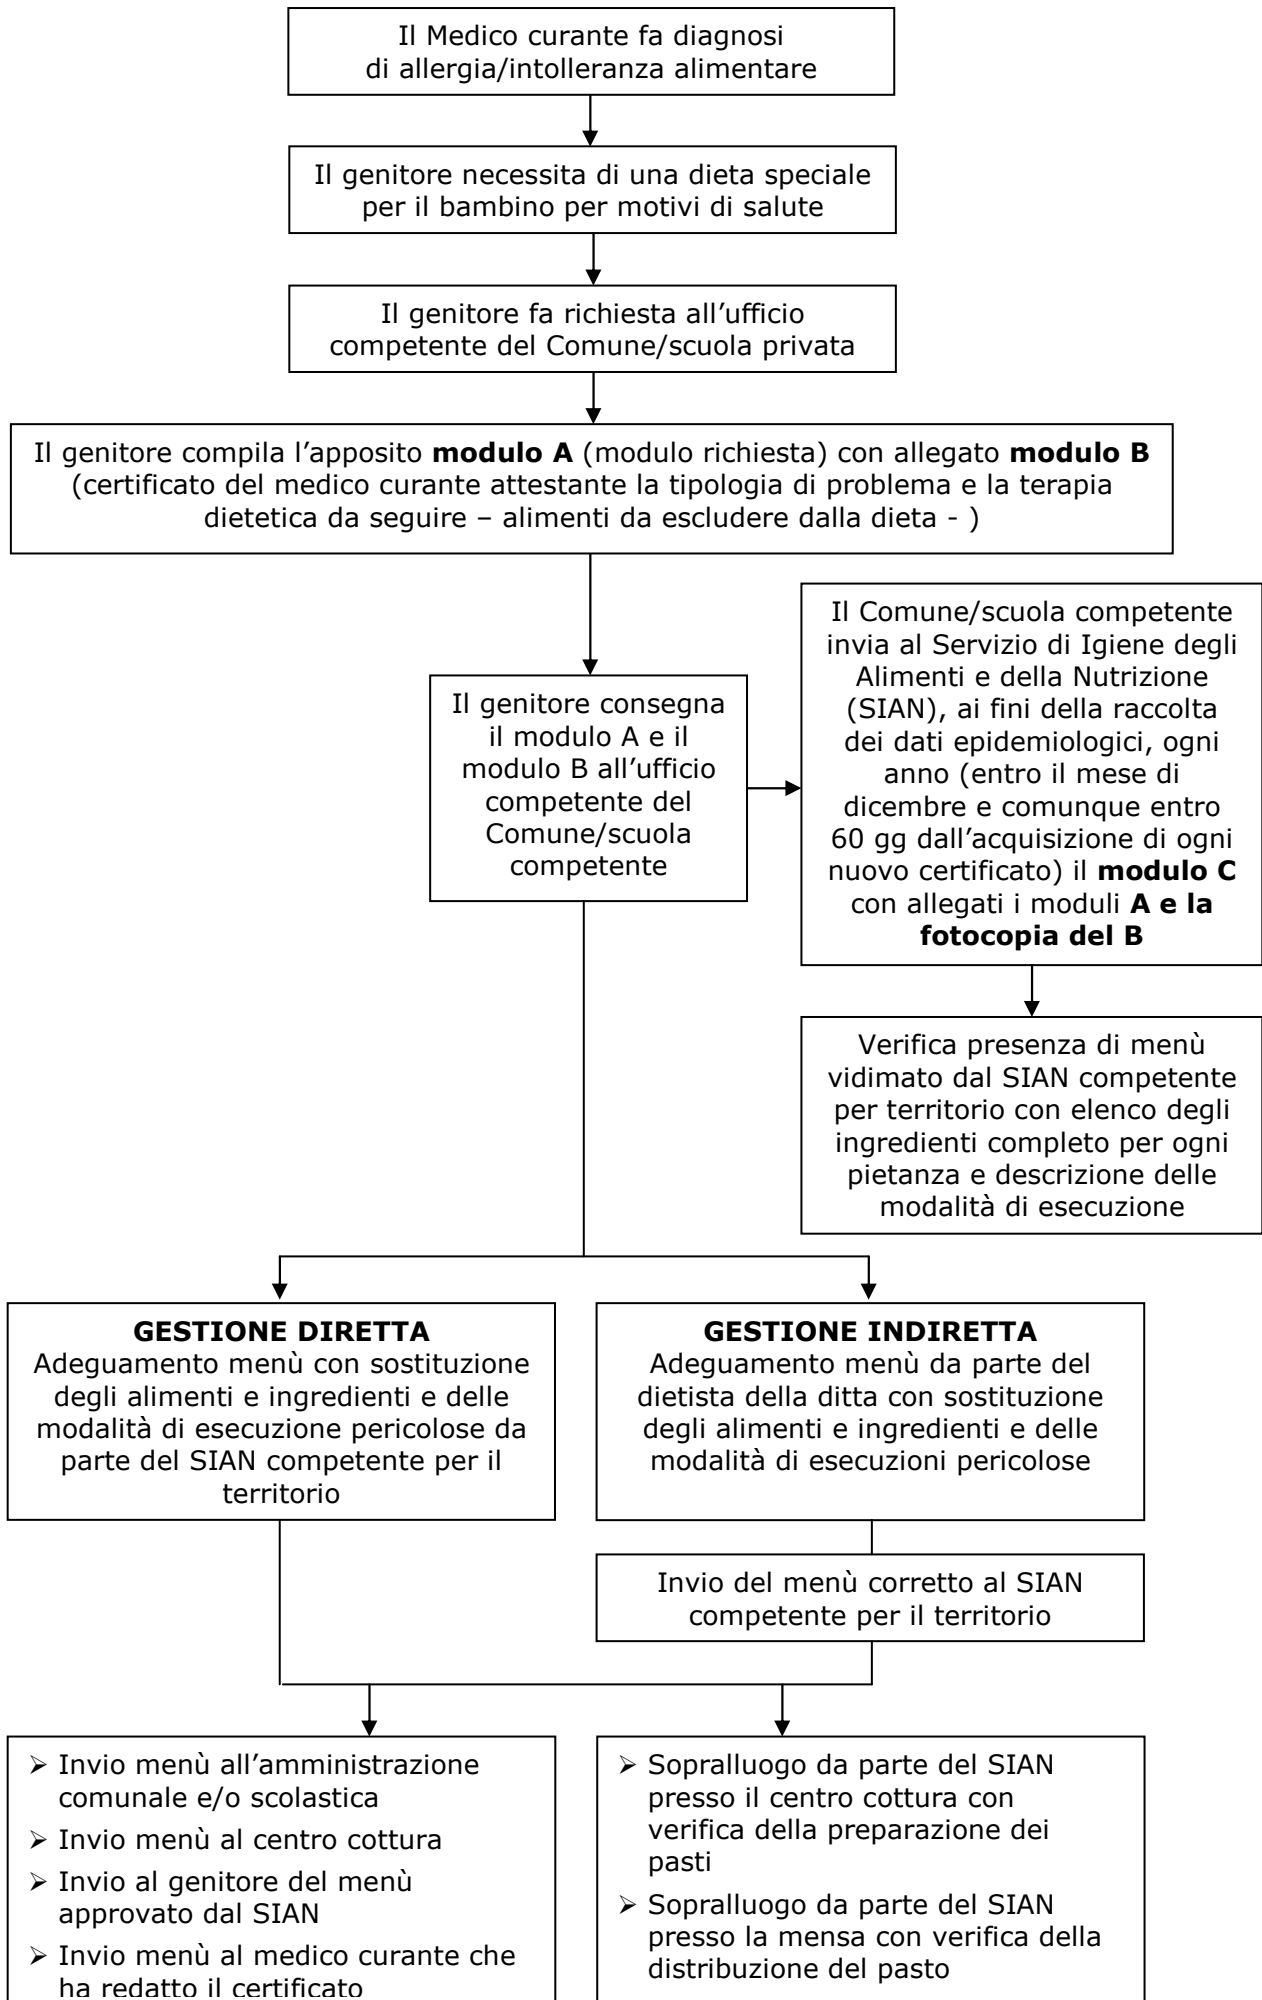 Il Medico curante fa diagnosi
di allergia/intolleranza alimentare
Il genitore necessita di una dieta speciale
per il bambino per motivi di salute
Il genitore fa richiesta all’ufficio
competente del Comune/scuola privata
Il genitore compila l’apposito modulo A (modulo richiesta) con allegato modulo B
(certificato del medico curante attestante la tipologia di problema e la terapia
dietetica da seguire – alimenti da escludere dalla dieta - )
Il genitore consegna
il modulo A e il
modulo B all’ufficio
competente del
Comune/scuola
competente
Il Comune/scuola competente
invia al Servizio di Igiene degli
Alimenti e della Nutrizione
(SIAN), ai fini della raccolta
dei dati epidemiologici, ogni
anno (entro il mese di
dicembre e comunque entro
60 gg dall’acquisizione di ogni
nuovo certificato) il modulo C
con allegati i moduli A e la
fotocopia del B
Verifica presenza di menù
vidimato dal SIAN competente
per territorio con elenco degli
ingredienti completo per ogni
pietanza e descrizione delle
modalità di esecuzione
GESTIONE DIRETTA
Adeguamento menù con sostituzione
degli alimenti e ingredienti e delle
modalità di esecuzione pericolose da
parte del SIAN competente per il
territorio
GESTIONE INDIRETTA
Adeguamento menù da parte del
dietista della ditta con sostituzione
degli alimenti e ingredienti e delle
modalità di esecuzioni pericolose
Invio del menù corretto al SIAN
competente per il territorio
➢ Invio menù all’amministrazione
comunale e/o scolastica
➢ Invio menù al centro cottura
➢ Invio al genitore del menù
approvato dal SIAN
➢ Invio menù al medico curante che
ha redatto il certificato
➢ Sopralluogo da parte del SIAN
presso il centro cottura con
verifica della preparazione dei
pasti
➢ Sopralluogo da parte del SIAN
presso la mensa con verifica della
distribuzione del pasto